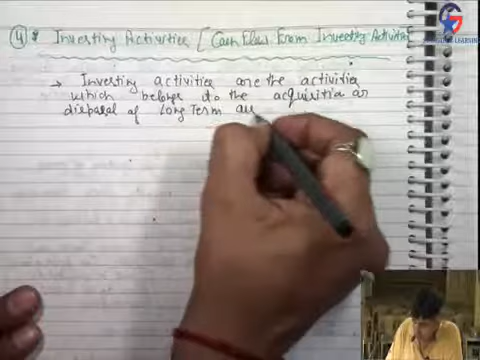 4 Investing Activities [Cash Flow From Investing Activities
→ Investing activities are the activities
which belongs to the acquisition or
disposal of Long Term